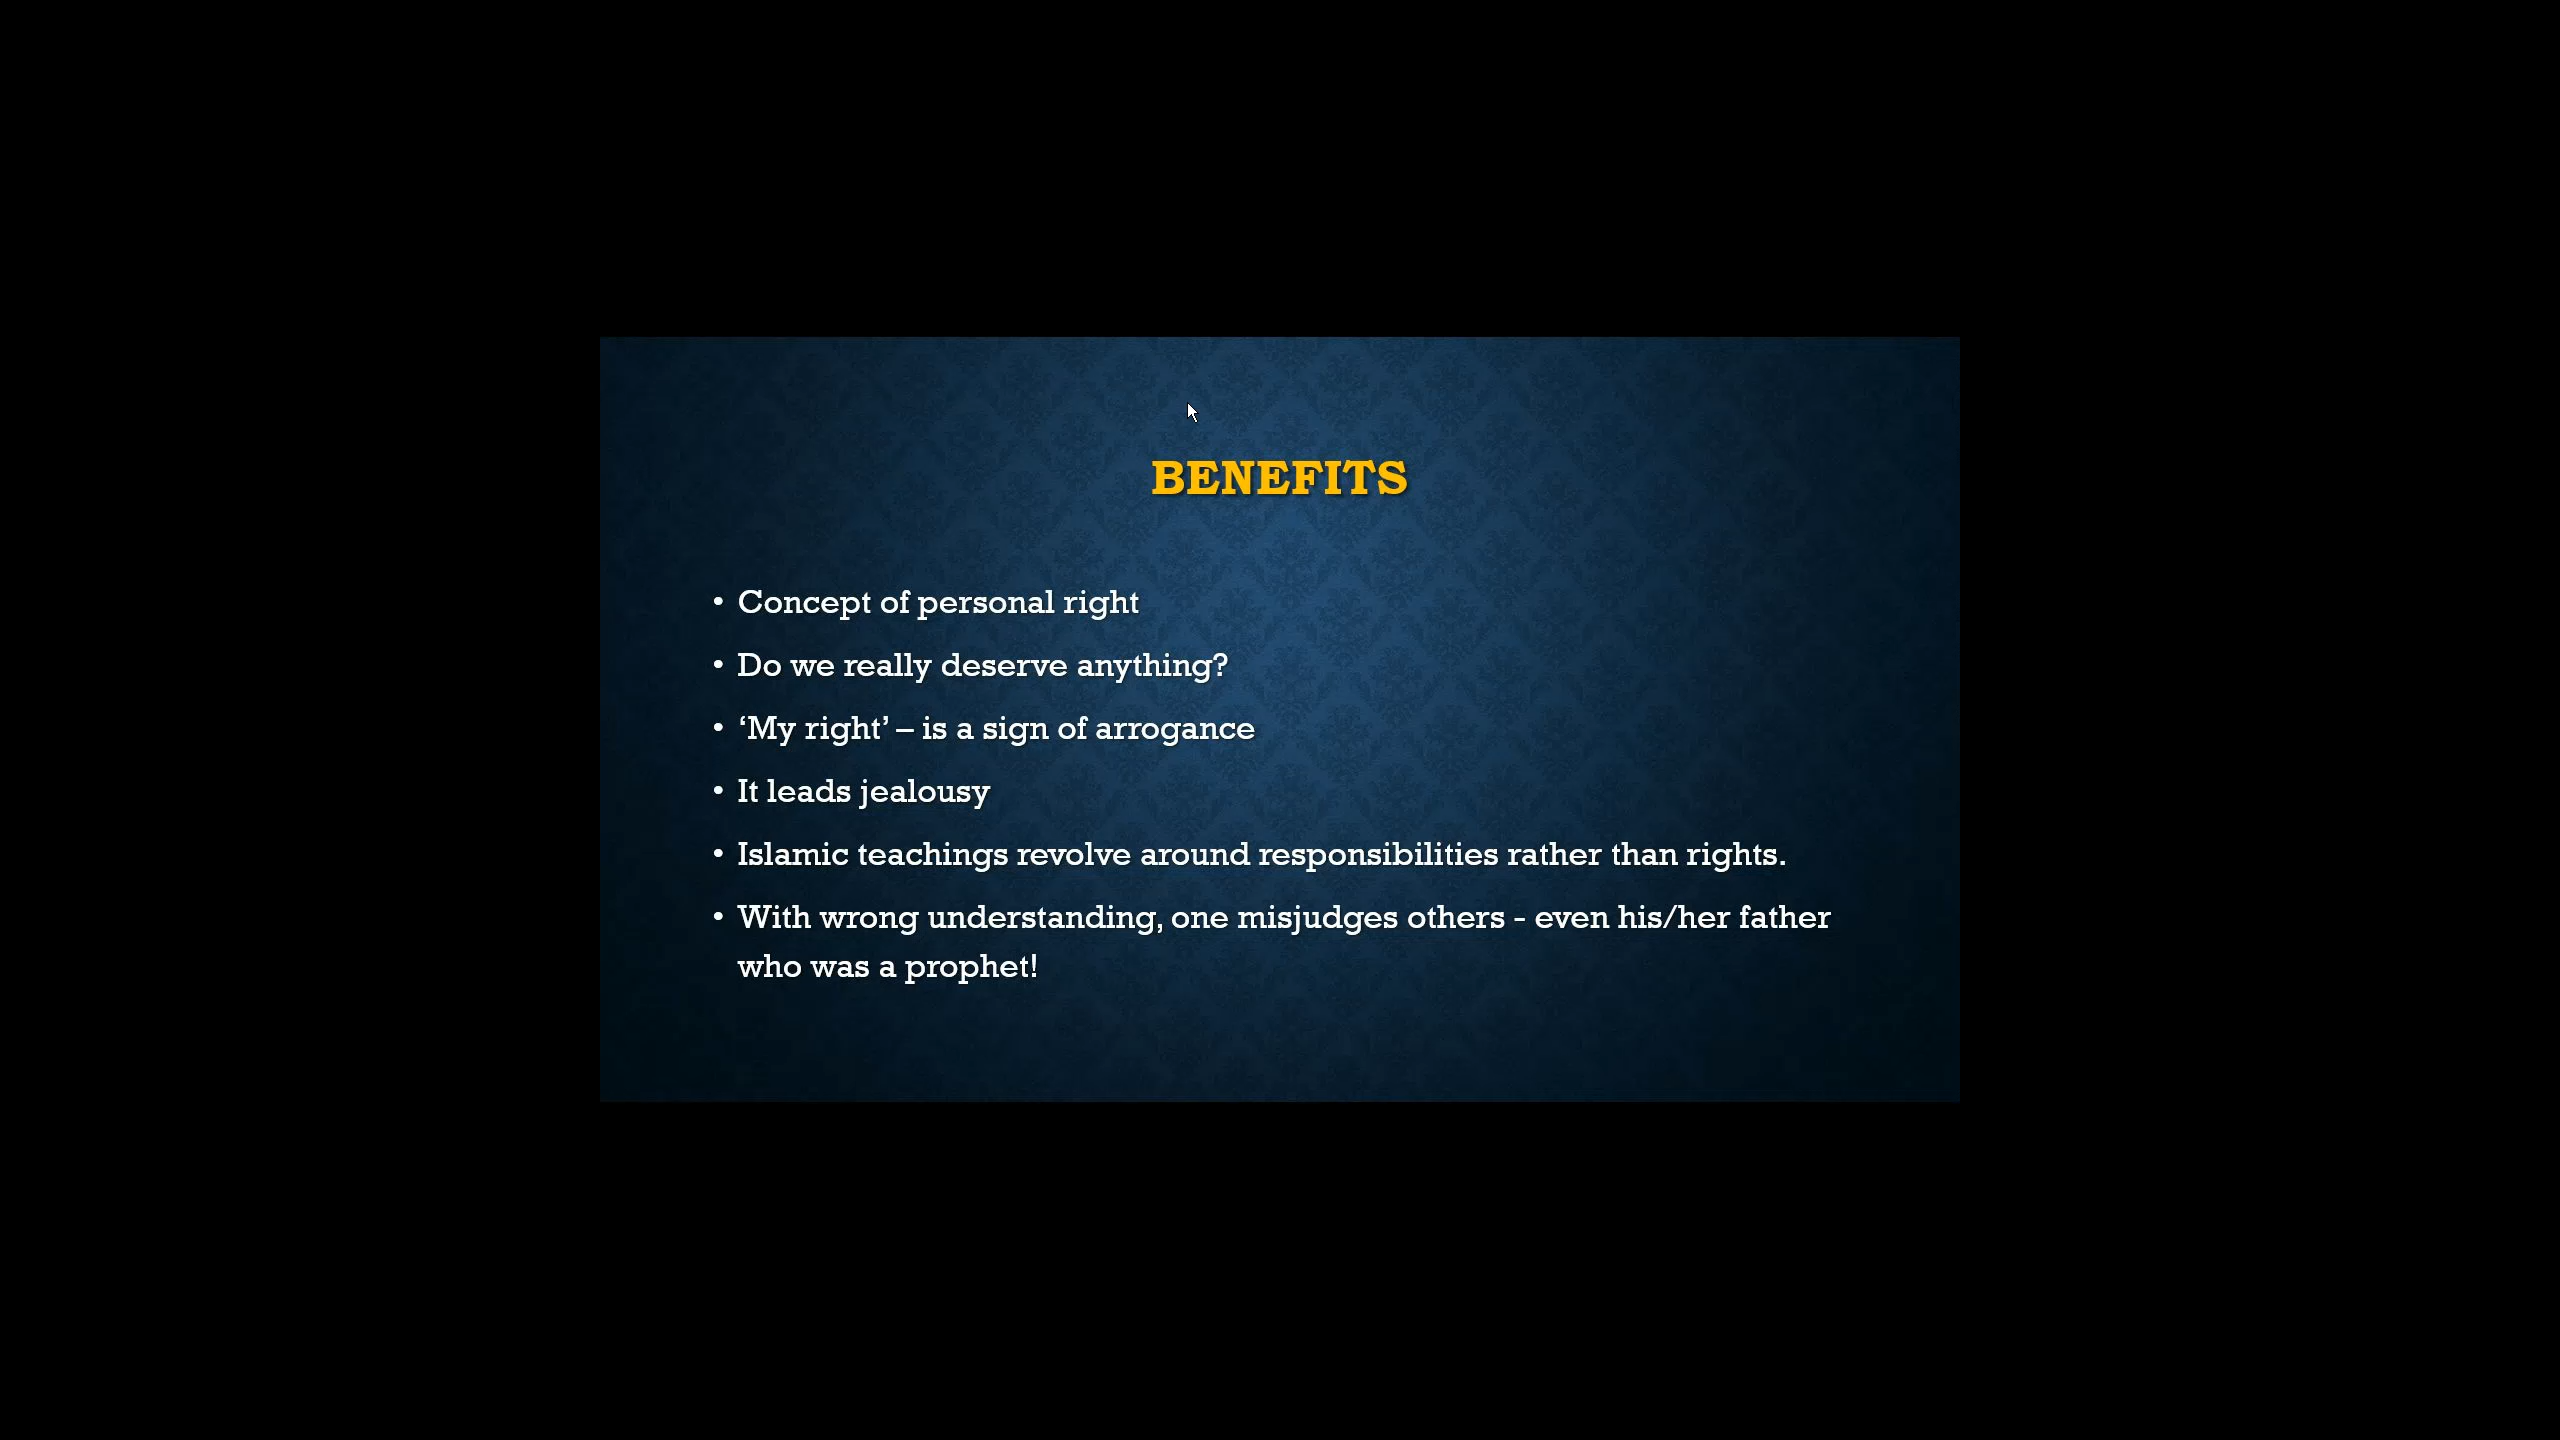 BENEFITS
• Concept of personal right
• Do we really deserve anything?
• ‘My right’ – is a sign of arrogance
• It leads jealousy
• Islamic teachings revolve around responsibilities rather than rights.
• With wrong understanding, one misjudges others - even his/her father
who was a prophet!